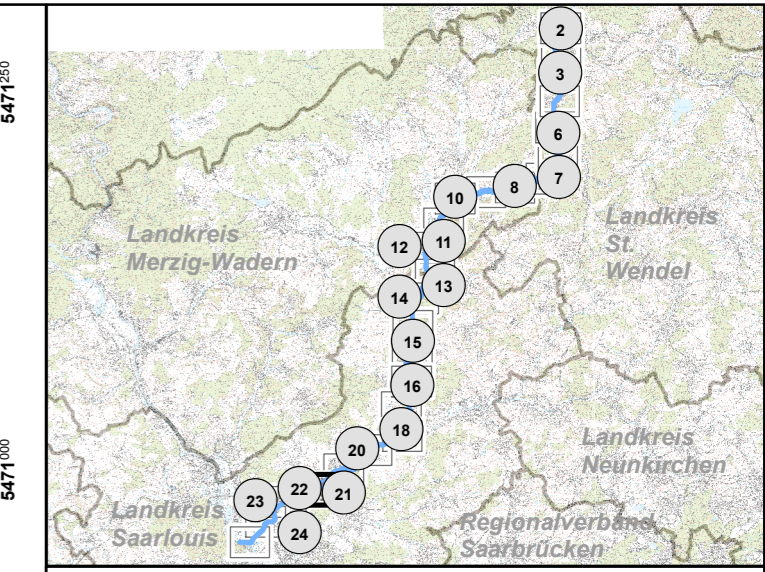 5471250
5471000
2
3
6
7
8
10
11
12
13
14
15
16
18
20
21
22
23
24
Landkreis
Merzig-Wadern
Landkreis
St.
Wendel
Landkreis
Neunkirchen
Landkreis
Saarlouis
Regionalverband
Saarbrücken